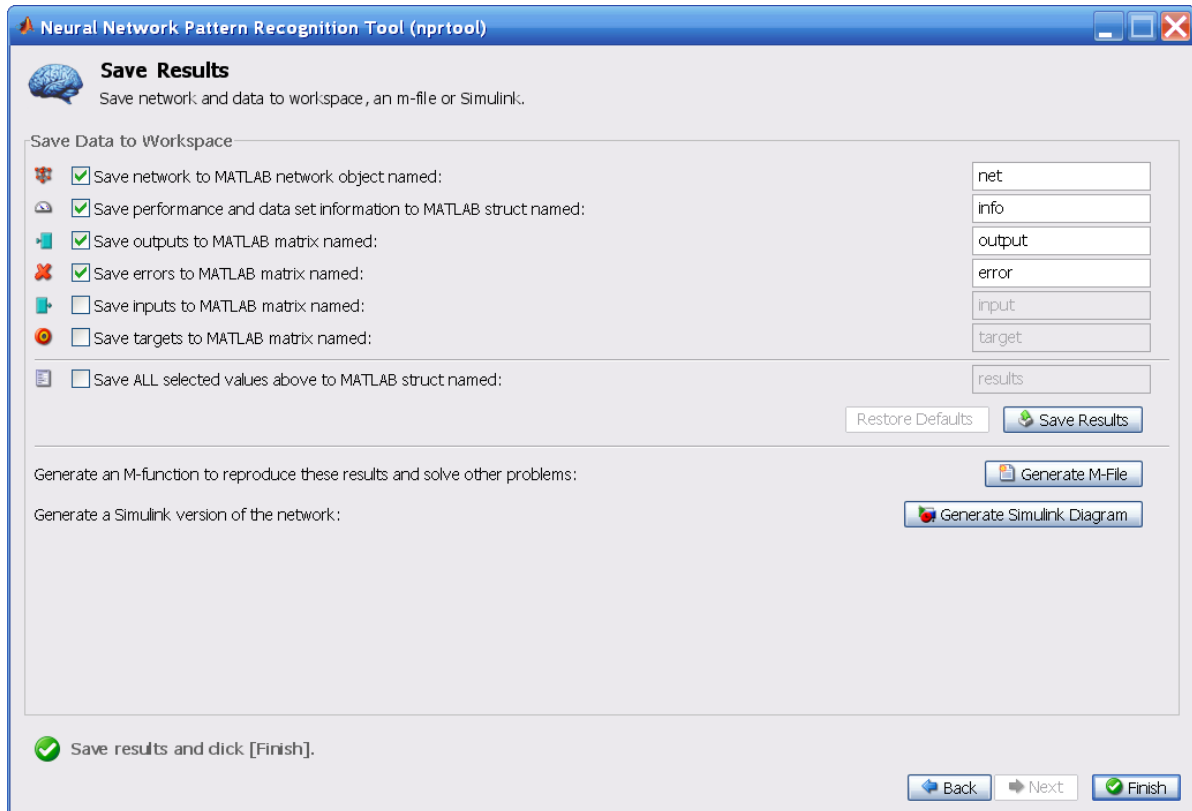 Neural Network Pattern Recognition Tool (nprtool)
Save Results
Save network and data to workspace, an m-file or Simulink.
Save Data to Workspace
Save network to MATLAB network object named: net
Save performance and data set information to MATLAB struct named: info
Save outputs to MATLAB matrix named: output
Save errors to MATLAB matrix named: error
Save inputs to MATLAB matrix named: input
Save targets to MATLAB matrix named: target
Save ALL selected values above to MATLAB struct named: results
Restore Defaults Save Results
Generate an M-function to reproduce these results and solve other problems: Generate M-File
Generate a Simulink version of the network: Generate Simulink Diagram
Save results and click [Finish].
Back Next Finish